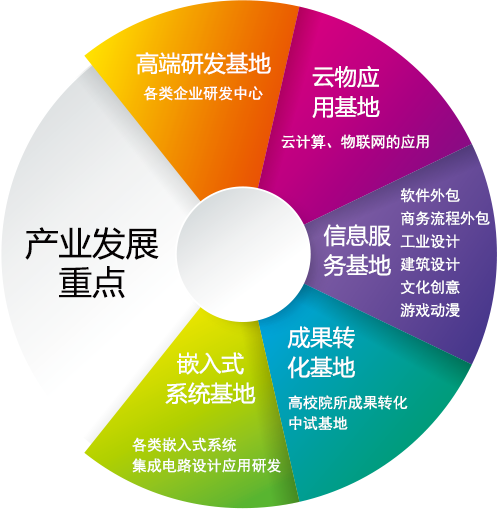 产业发展
重点
高端研发基地
各类企业研发中心
云物应
用基地
云计算、物联网的应用
信息服
务基地
软件外包
商务流程外包
工业设计
建筑设计
文化创意
游戏动漫
成果转
化基地
高校院所成果转化
中试基地
嵌入式
系统基地
各类嵌入式系统
集成电路设计应用研发